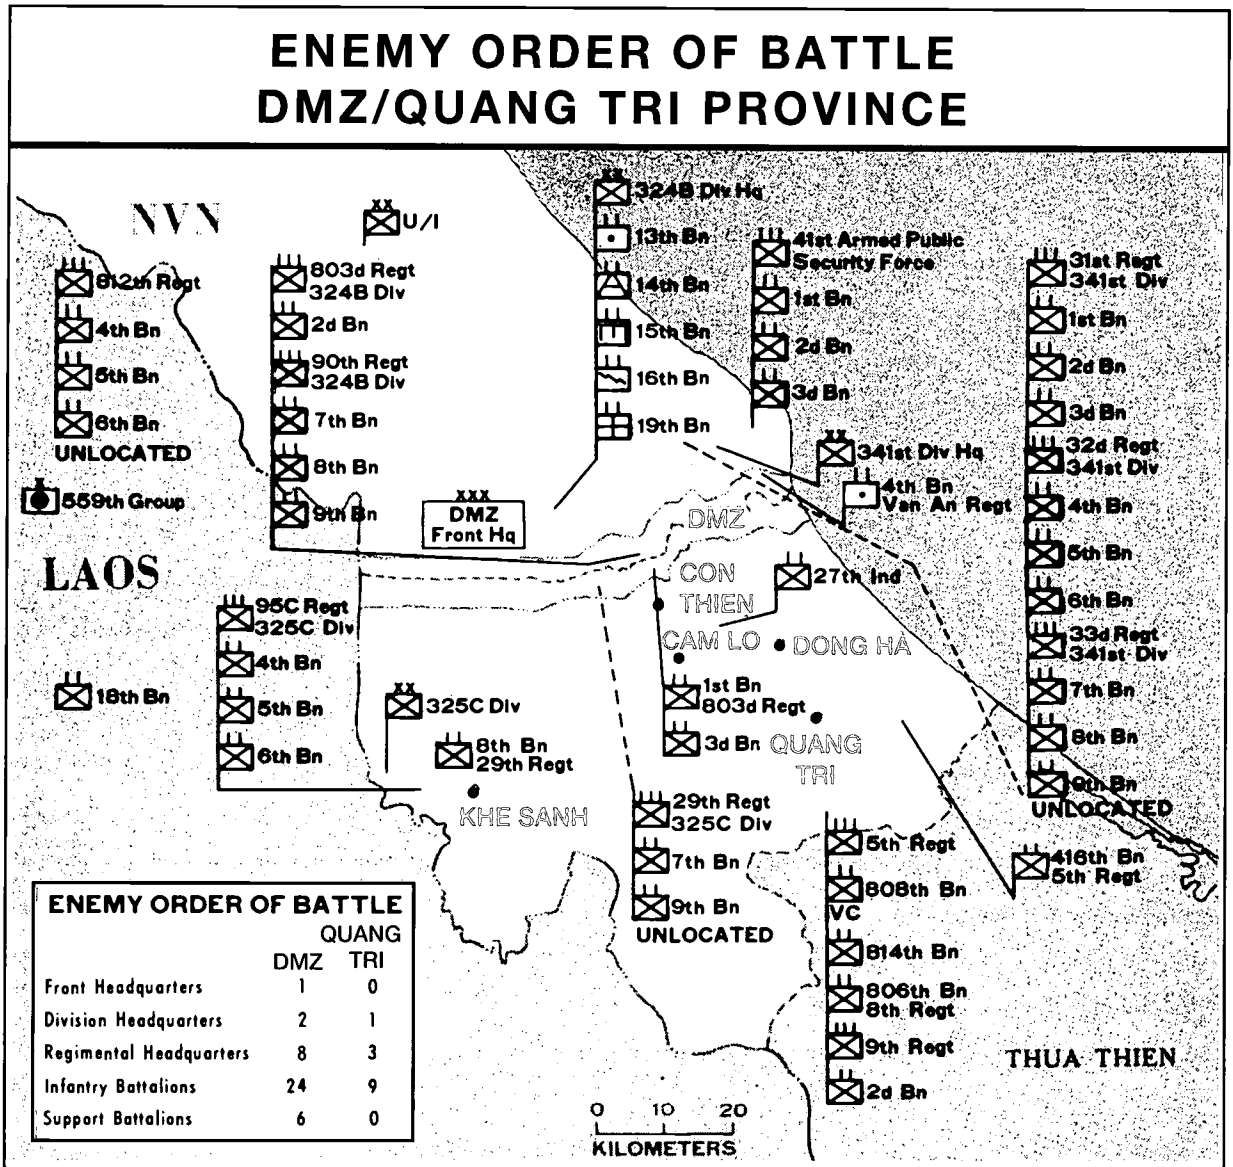 ENEMY ORDER OF BATTLE
DMZ/QUANG TRI PROVINCE
NVN
XX
U/I
812th Regt
4th Bn
5th Bn
6th Bn
UNLOCATED
X
559th Group
LAOS
18th Bn
803d Regt
324B Div
2d Bn
90th Regt
324B Div
7th Bn
8th Bn
9th Bn
XXX
DMZ
Front Hq
XX
324B Div Hq
13th Bn
14th Bn
15th Bn
16th Bn
19th Bn
41st Armed Public
Security Force
1st Bn
2d Bn
3d Bn
XX
341st Div Hq
4th Bn
Van An Regt
31st Regt
341st Div
1st Bn
2d Bn
3d Bn
32d Regt
341st Div
4th Bn
5th Bn
6th Bn
33d Regt
341st Div
7th Bn
8th Bn
9th Bn
UNLOCATED
DMZ
CON
THIEN
27th Ind
CAM LO
DONG HA
95C Regt
325C Div
4th Bn
5th Bn
6th Bn
XX
325C Div
8th Bn
29th Regt
KHE SANH
1st Bn
803d Regt
3d Bn
QUANG
TRI
29th Regt
325C Div
7th Bn
9th Bn
UNLOCATED
5th Regt
808th Bn
VC
814th Bn
806th Bn
8th Regt
9th Regt
2d Bn
416th Bn
5th Regt
THUA THIEN
ENEMY ORDER OF BATTLE
QUANG
DMZ TRI
Front Headquarters 1 0
Division Headquarters 2 1
Regimental Headquarters 8 3
Infantry Battalions 24 9
Support Battalions 6 0
0 10 20
KILOMETERS